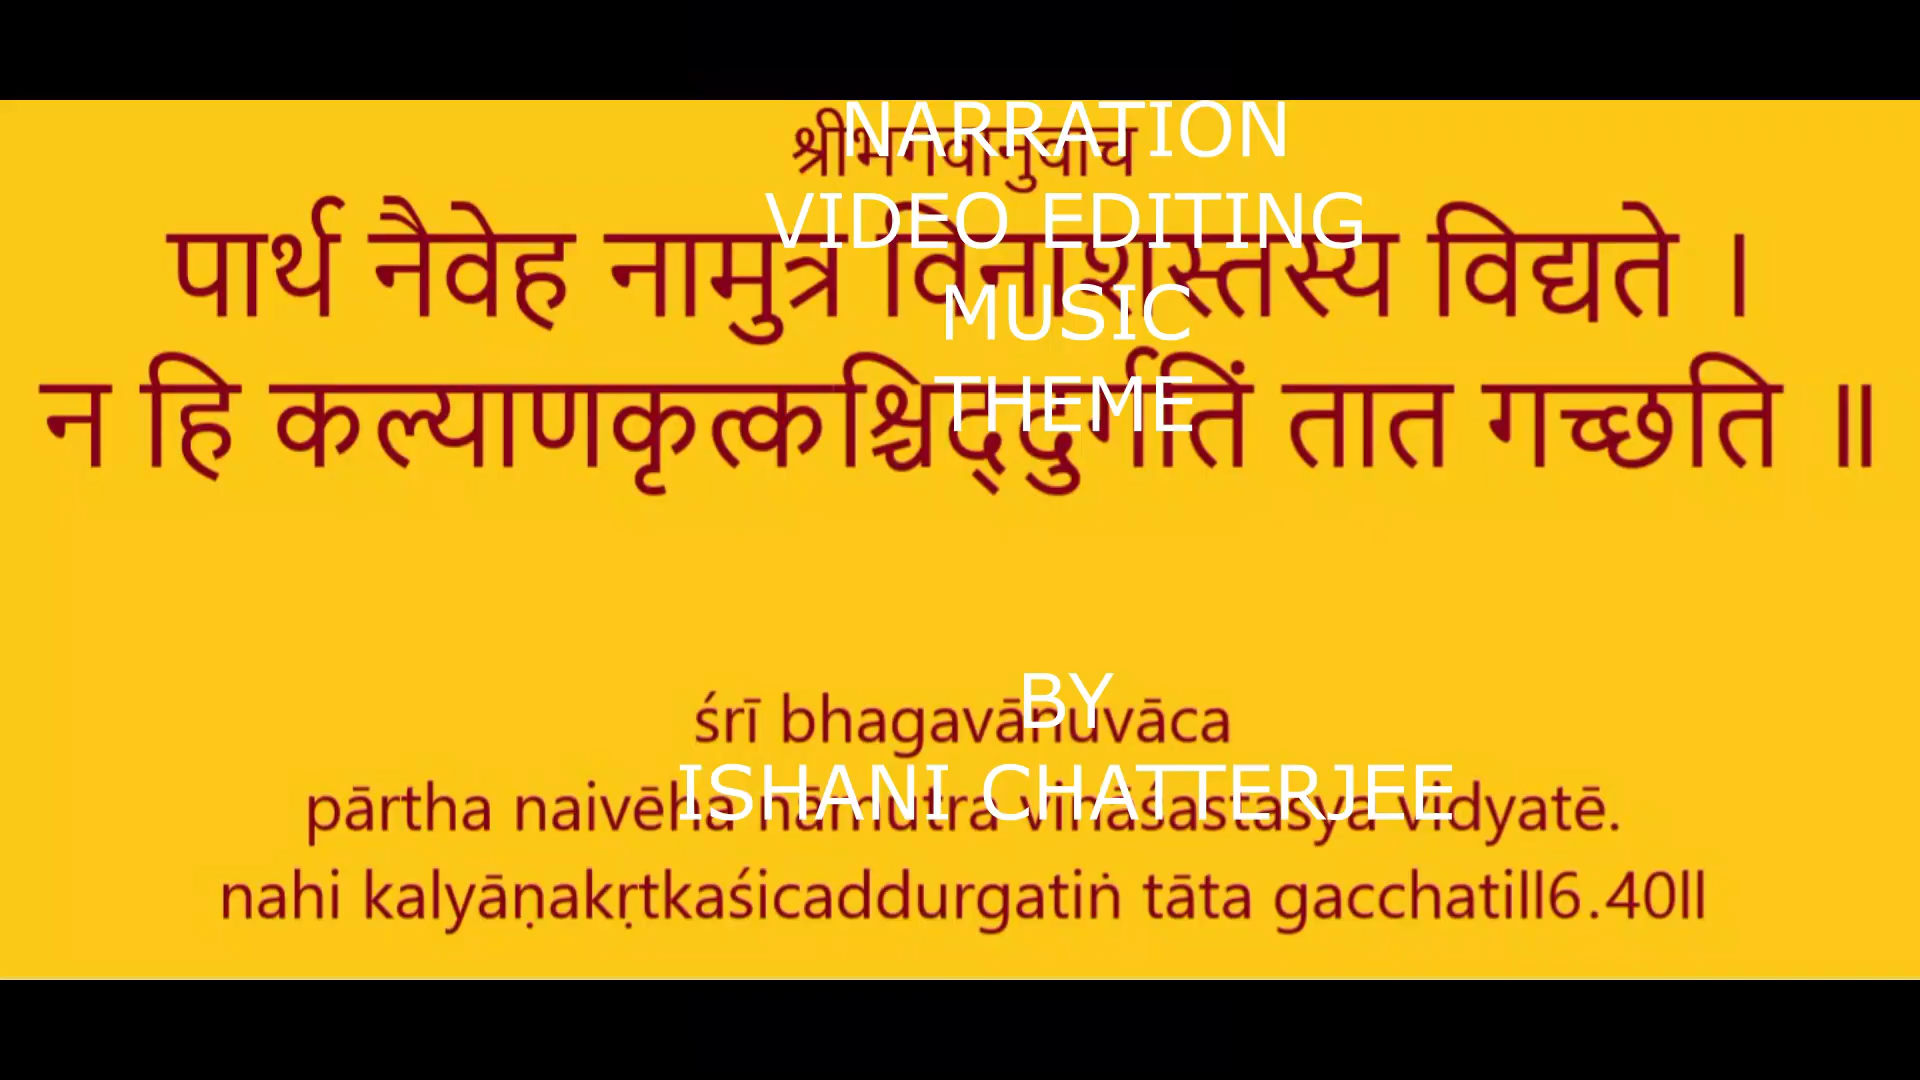 श्रीभगवानुवाच
पार्थ नैवेह नामुत्र विनाशस्तस्य विद्यते ।
न हि कल्याणकृत्कश्चिद्दुर्गतिं तात गच्छति ॥
śrī bhagavānuvāca
pārtha naivēha nāmutra vināśastasya vidyatē.
nahi kalyāṇakṛtkaśicaddurgatiṅ tāta gacchatill6.40ll
NARRATION
VIDEO EDITING
MUSIC
THEME
BY
ISHANI CHATTERJEE